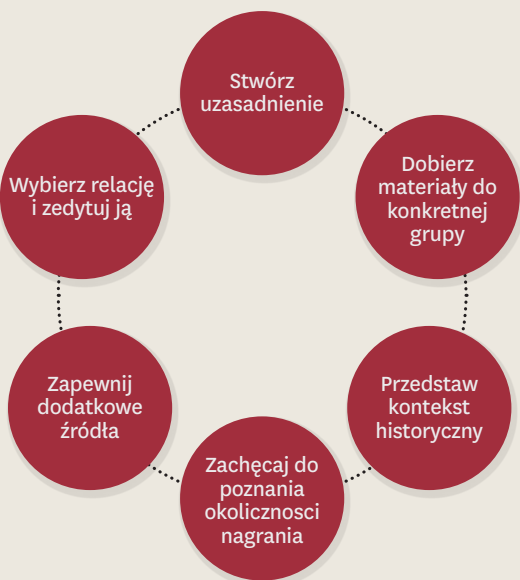 Stwórz
uzasadnienie
Dobierz
materiały do
konkretnej
grupy
Przedstaw
kontekst
historyczny
Zachęcaj do
poznania
okolicznosci
nagrania
Zapewnij
dodatkowe
źródła
Wybierz relację
i zedytuj ją